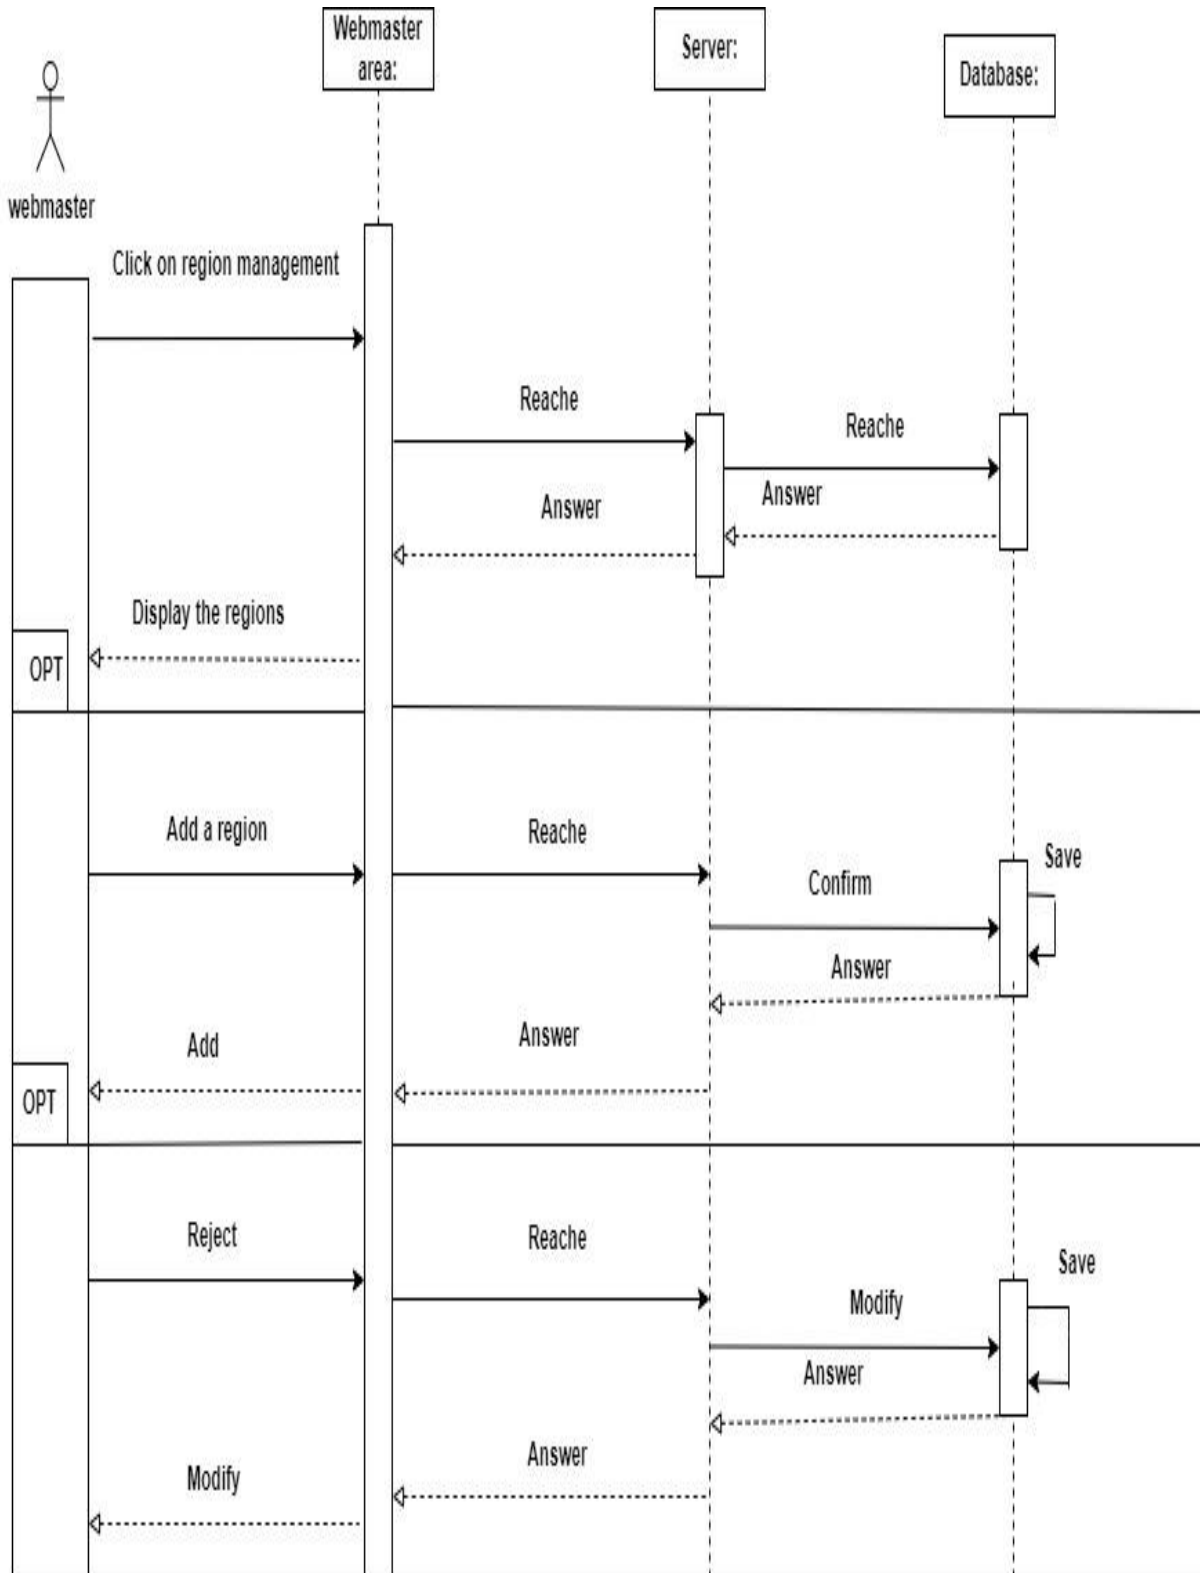 Webmaster
area:
Server:
Database:
webmaster
Click on region management
Reache
Reache
Answer
Answer
Display the regions
OPT
Add a region
Reache
Save
Confirm
Answer
Answer
Add
OPT
Reject
Reache
Save
Modify
Answer
Answer
Modify